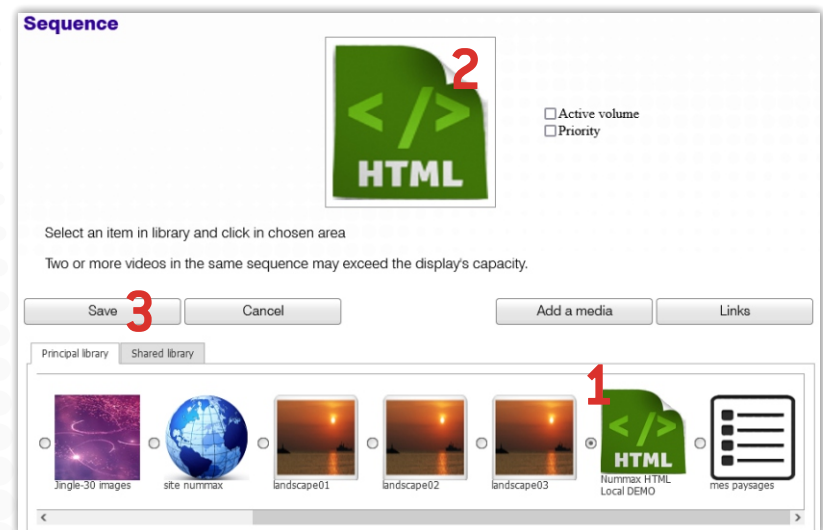 Sequence
</>
HTML
2
Active volume
Priority
Select an item in library and click in chosen area
Two or more videos in the same sequence may exceed the display's capacity.
Save
3
Cancel
Add a media
Links
Principal library
Shared library
1
</>
HTML
Jingle-30 images
site nummax
landscape01
landscape02
landscape03
Nummax HTML
Local DEMO
mes paysages